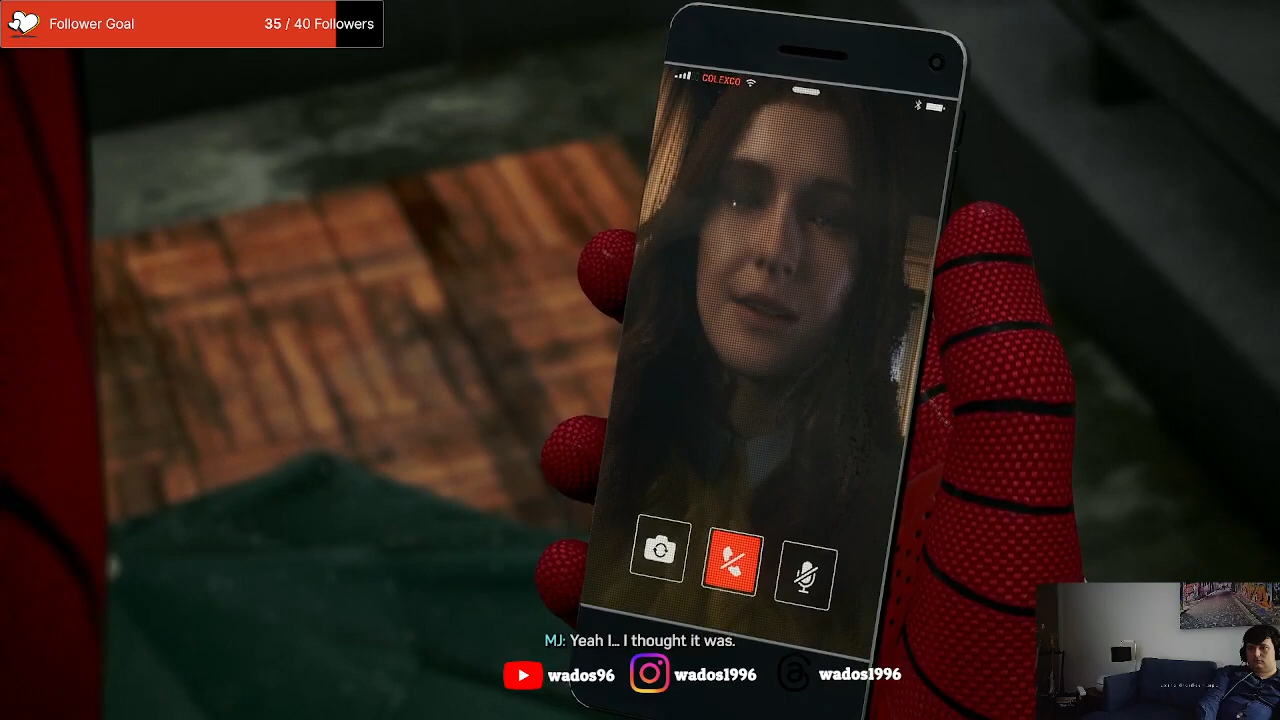 Follower Goal
35 / 40 Followers
COLEXCO
MJ: Yeah I... I thought it was.
wados96
wados1996
wados1996